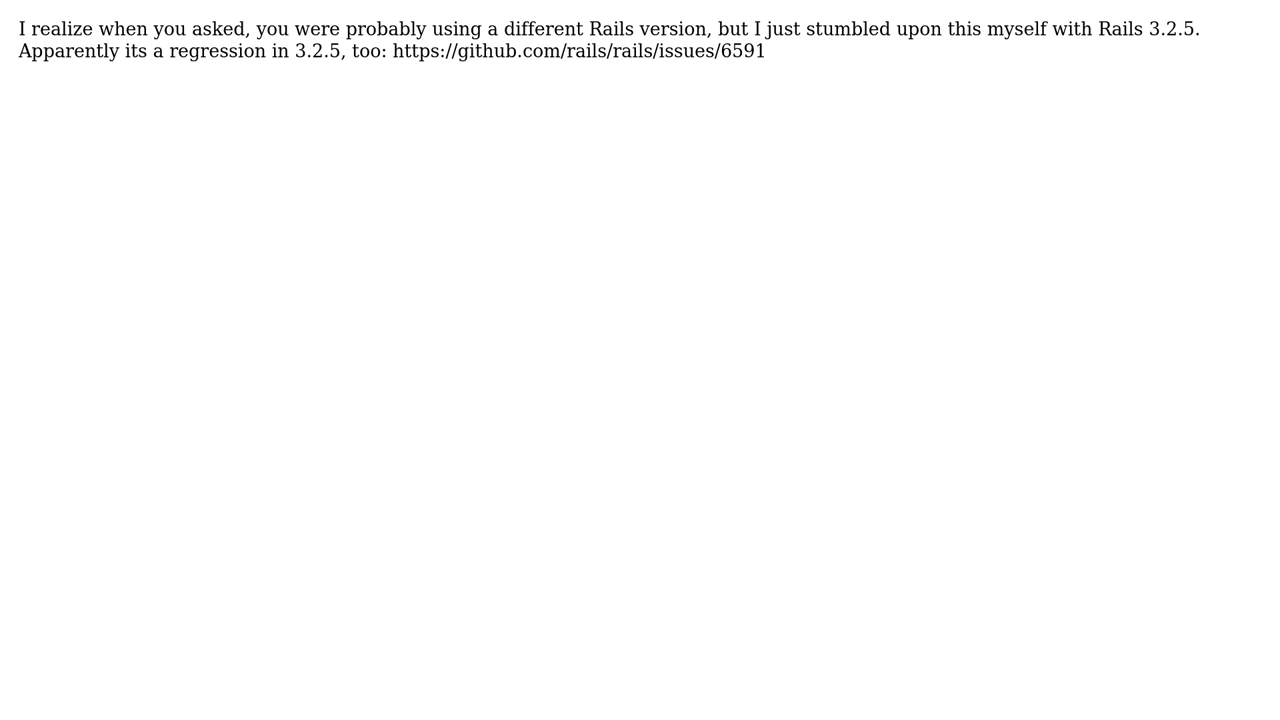 I realize when you asked, you were probably using a different Rails version, but I just stumbled upon this myself with Rails 3.2.5.
Apparently its a regression in 3.2.5, too: https://github.com/rails/rails/issues/6591